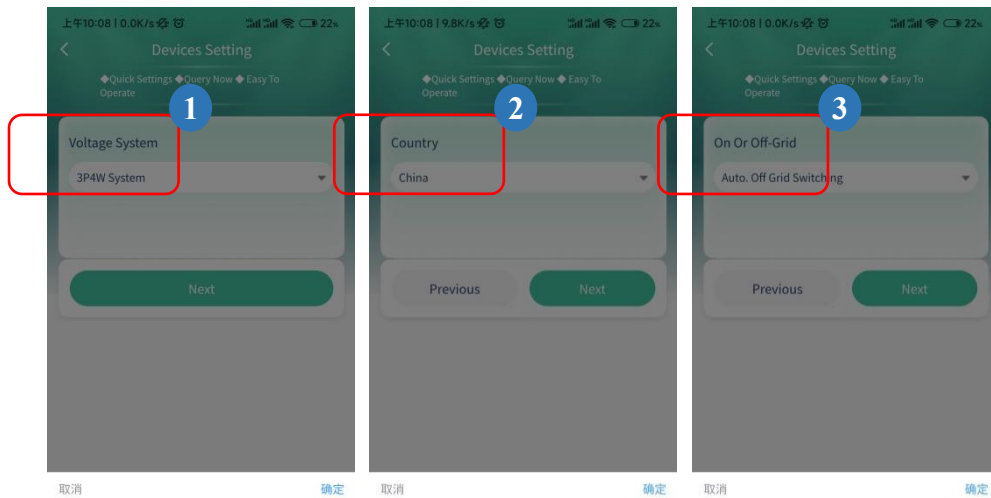 上午10:08 | 0.0K/s
22%
Devices Setting
◆Quick Settings ◆Query Now ◆ Easy To
Operate
1
Voltage System
3P4W System
Next
取消
确定
上午10:08 | 9.8K/s
22%
Devices Setting
◆Quick Settings ◆Query Now ◆ Easy To
Operate
2
Country
China
Previous
Next
取消
确定
上午10:08 | 0.0K/s
22%
Devices Setting
◆Quick Settings ◆Query Now ◆ Easy To
Operate
3
On Or Off-Grid
Auto. Off Grid Switching
Previous
Next
取消
确定